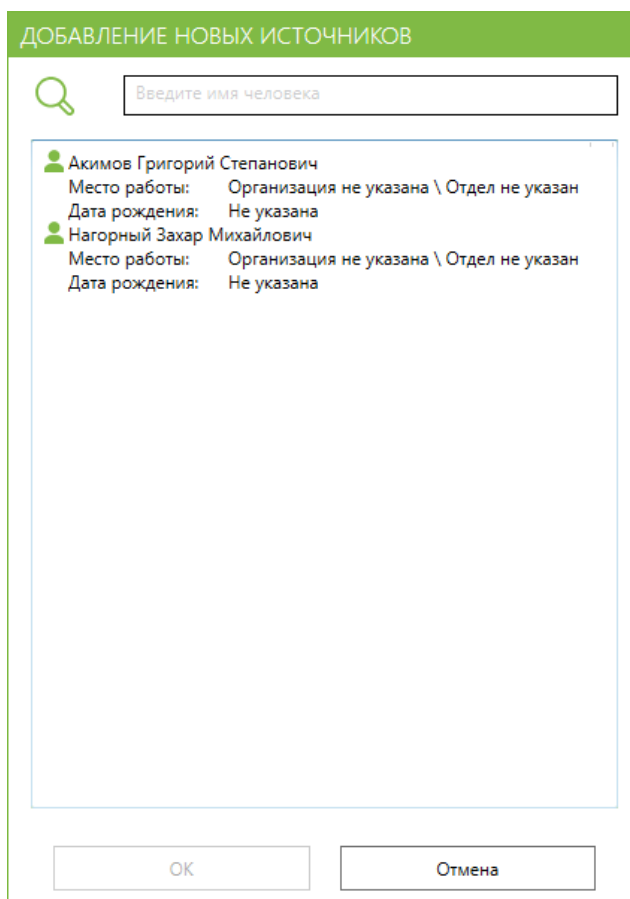 ДОБАВЛЕНИЕ НОВЫХ ИСТОЧНИКОВ
Введите имя человека
Акимов Григорий Степанович
Место работы: Организация не указана \ Отдел не указан
Дата рождения: Не указана
Нагорный Захар Михайлович
Место работы: Организация не указана \ Отдел не указан
Дата рождения: Не указана
ОК Отмена